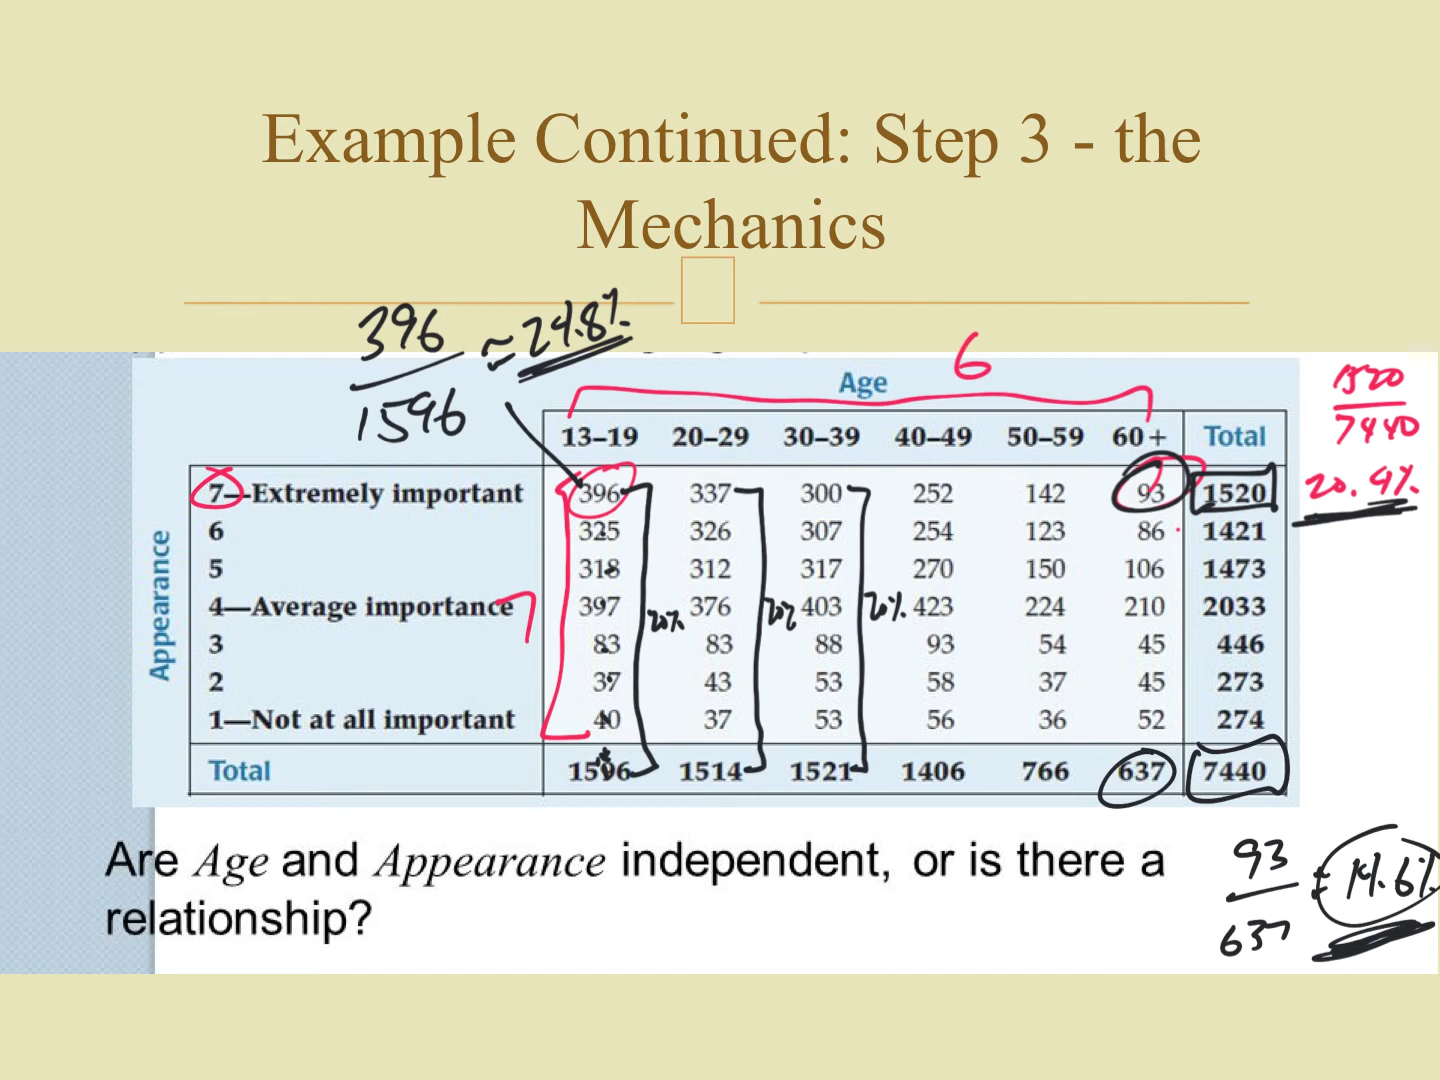 Example Continued: Step 3 - the
Mechanics
396
1596
≈ 24.8%
6
Age
13–19 20–29 30–39 40–49 50–59 60+ Total
Appearance
7—Extremely important 396 337 300 252 142 93 1520
6 325 326 307 254 123 86 1421
5 318 312 317 270 150 106 1473
4—Average importance 397 376 403 423 224 210 2033
3 83 83 88 93 54 45 446
2 37 43 53 58 37 45 273
1—Not at all important 40 37 53 56 36 52 274
Total 1596 1514 1521 1406 766 637 7440
7
20% 20% 20%
1520
7440
20.4%
Are Age and Appearance independent, or is there a
relationship?
93
637
= 14.6%